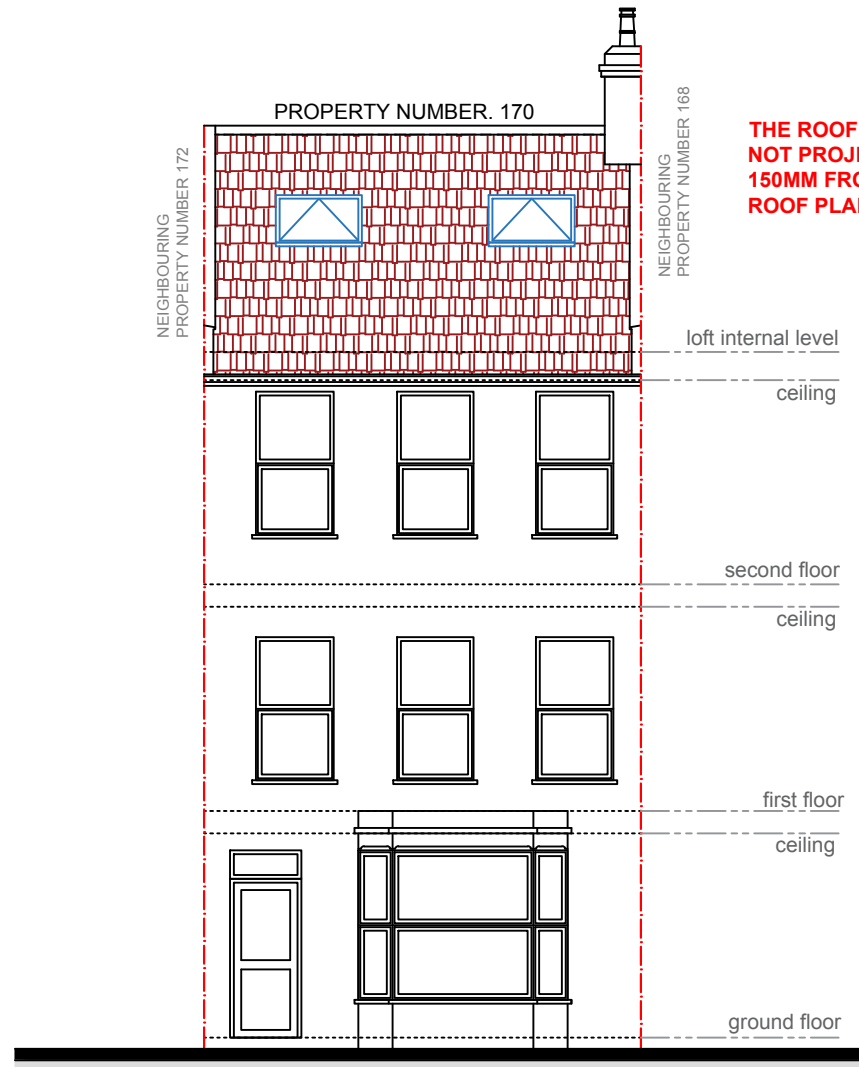 PROPERTY NUMBER. 170
NEIGHBOURING
PROPERTY NUMBER 172
NEIGHBOURING
PROPERTY NUMBER 168
THE ROOF
NOT PROJE
150MM FRO
ROOF PLA
loft internal level
ceiling
second floor
ceiling
first floor
ceiling
ground floor